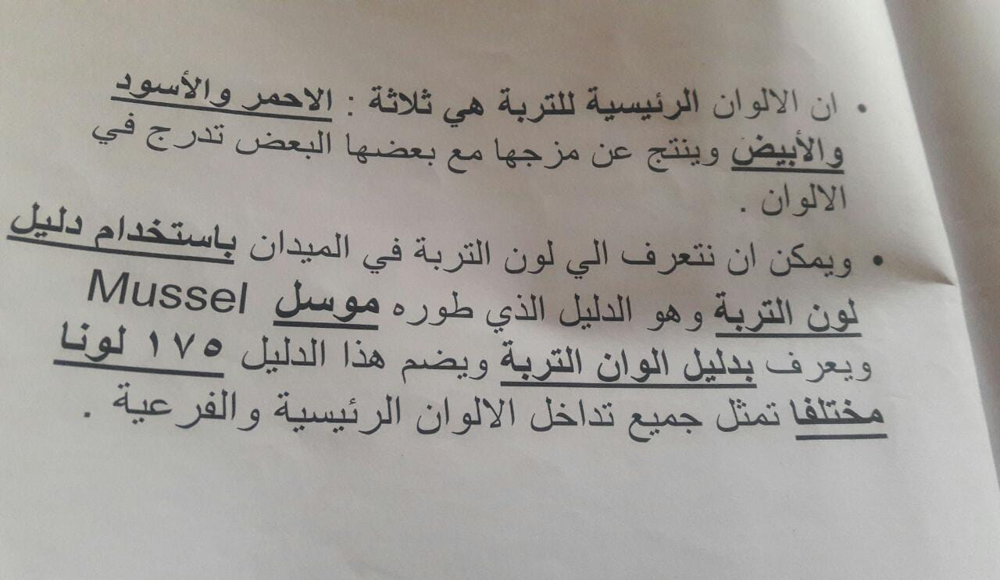 • ان الالوان الرئيسية للتربة هي ثلاثة : الاحمر والأسود
والأبيض وينتج عن مزجها مع بعضها البعض تدرج في
الالوان .
• ويمكن ان نتعرف الي لون التربة في الميدان باستخدام دليل
لون التربة وهو الدليل الذي طوره موسل Mussel
ويعرف بدليل الوان التربة ويضم هذا الدليل ١٧٥ لونا
مختلفا تمثل جميع تداخل الالوان الرئيسية والفرعية .